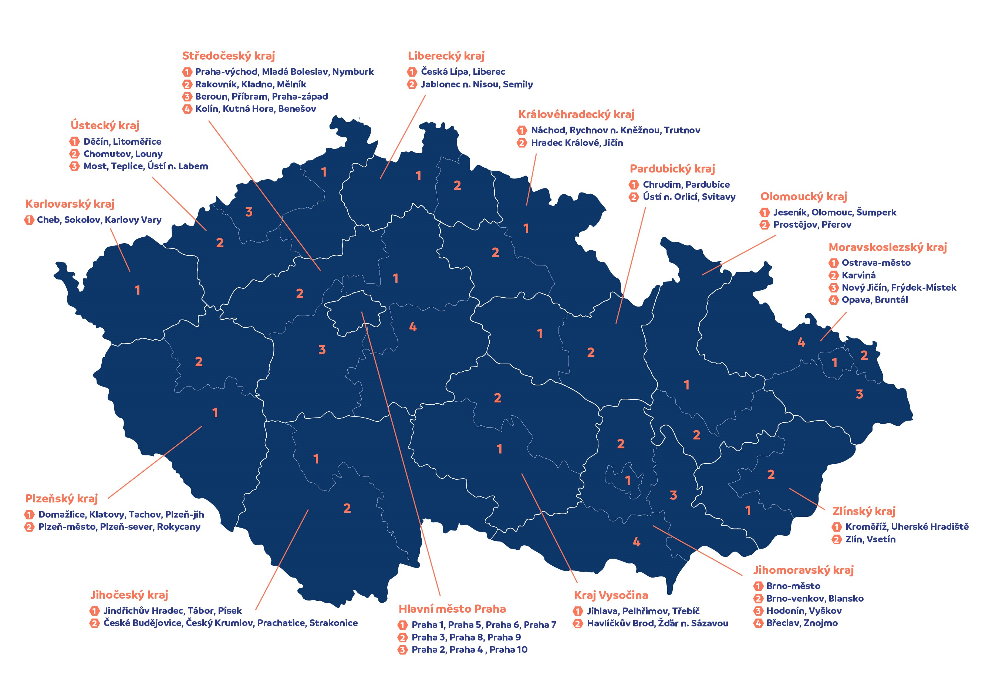 Středočeský kraj
1 Praha-východ, Mladá Boleslav, Nymburk
2 Rakovník, Kladno, Mělník
3 Beroun, Příbram, Praha-západ
4 Kolín, Kutná Hora, Benešov
Liberecký kraj
1 Česká Lípa, Liberec
2 Jablonec n. Nisou, Semily
Královéhradecký kraj
1 Náchod, Rychnov n. Kněžnou, Trutnov
2 Hradec Králové, Jičín
Ústecký kraj
1 Děčín, Litoměřice
2 Chomutov, Louny
3 Most, Teplice, Ústí n. Labem
Pardubický kraj
1 Chrudim, Pardubice
2 Ústí n. Orlicí, Svitavy
Olomoucký kraj
1 Jeseník, Olomouc, Šumperk
2 Prostějov, Přerov
Karlovarský kraj
1 Cheb, Sokolov, Karlovy Vary
Moravskoslezský kraj
1 Ostrava-město
2 Karviná
3 Nový Jičín, Frýdek-Místek
4 Opava, Bruntál
1
1
2
3
1
2
2
1
1
2
4
1
3
2
2
4
1
2
1
2
3
1
2
2
1
1
2
1
2
1
3
2
1
4
Plzeňský kraj
1 Domažlice, Klatovy, Tachov, Plzeň-jih
2 Plzeň-město, Plzeň-sever, Rokycany
Zlínský kraj
1 Kroměříž, Uherské Hradiště
2 Zlín, Vsetín
Jihočeský kraj
1 Jindřichův Hradec, Tábor, Písek
2 České Budějovice, Český Krumlov, Prachatice, Strakonice
Hlavní město Praha
1 Praha 1, Praha 5, Praha 6, Praha 7
2 Praha 3, Praha 8, Praha 9
3 Praha 2, Praha 4 , Praha 10
Kraj Vysočina
1 Jihlava, Pelhřimov, Třebíč
2 Havlíčkův Brod, Žďár n. Sázavou
Jihomoravský kraj
1 Brno-město
2 Brno-venkov, Blansko
3 Hodonín, Vyškov
4 Břeclav, Znojmo